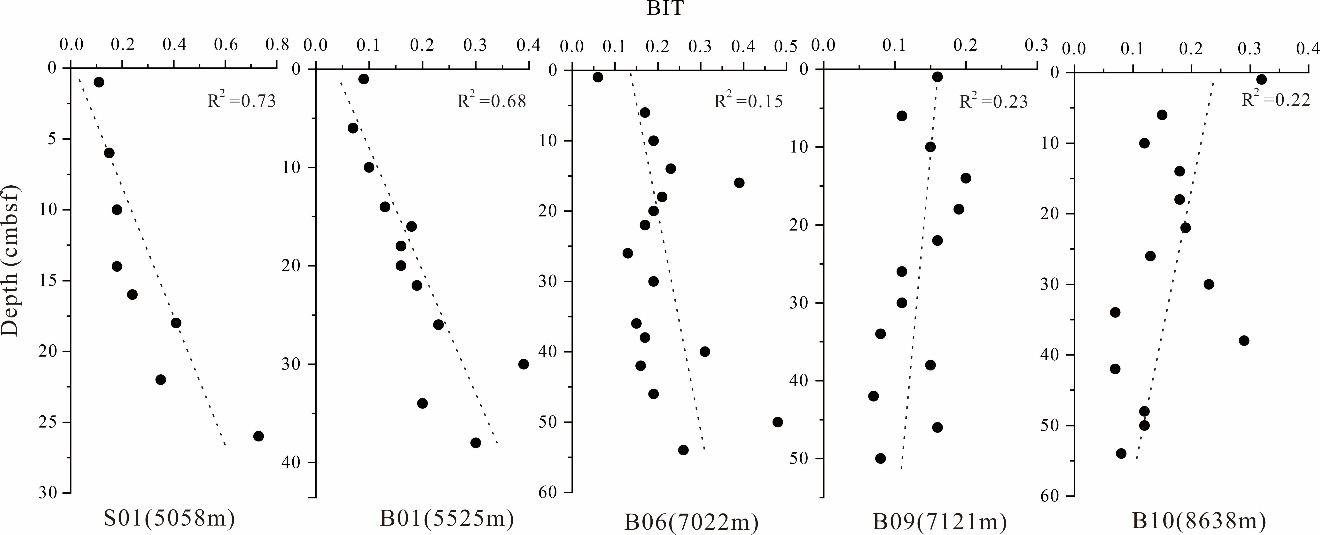 BIT
0.0 0.2 0.4 0.6 0.8
0.0 0.1 0.2 0.3 0.4
0.0 0.1 0.2 0.3 0.4 0.5
0.0 0.1 0.2 0.3
0.0 0.1 0.2 0.3 0.4
Depth (cmbsf)
0
5
10
15
20
25
30
R²=0.73
S01(5058m)
0
10
20
30
40
R²=0.68
B01(5525m)
0
10
20
30
40
50
60
R²=0.15
B06(7022m)
0
10
20
30
40
50
R²=0.23
B09(7121m)
0
10
20
30
40
50
60
R²=0.22
B10(8638m)